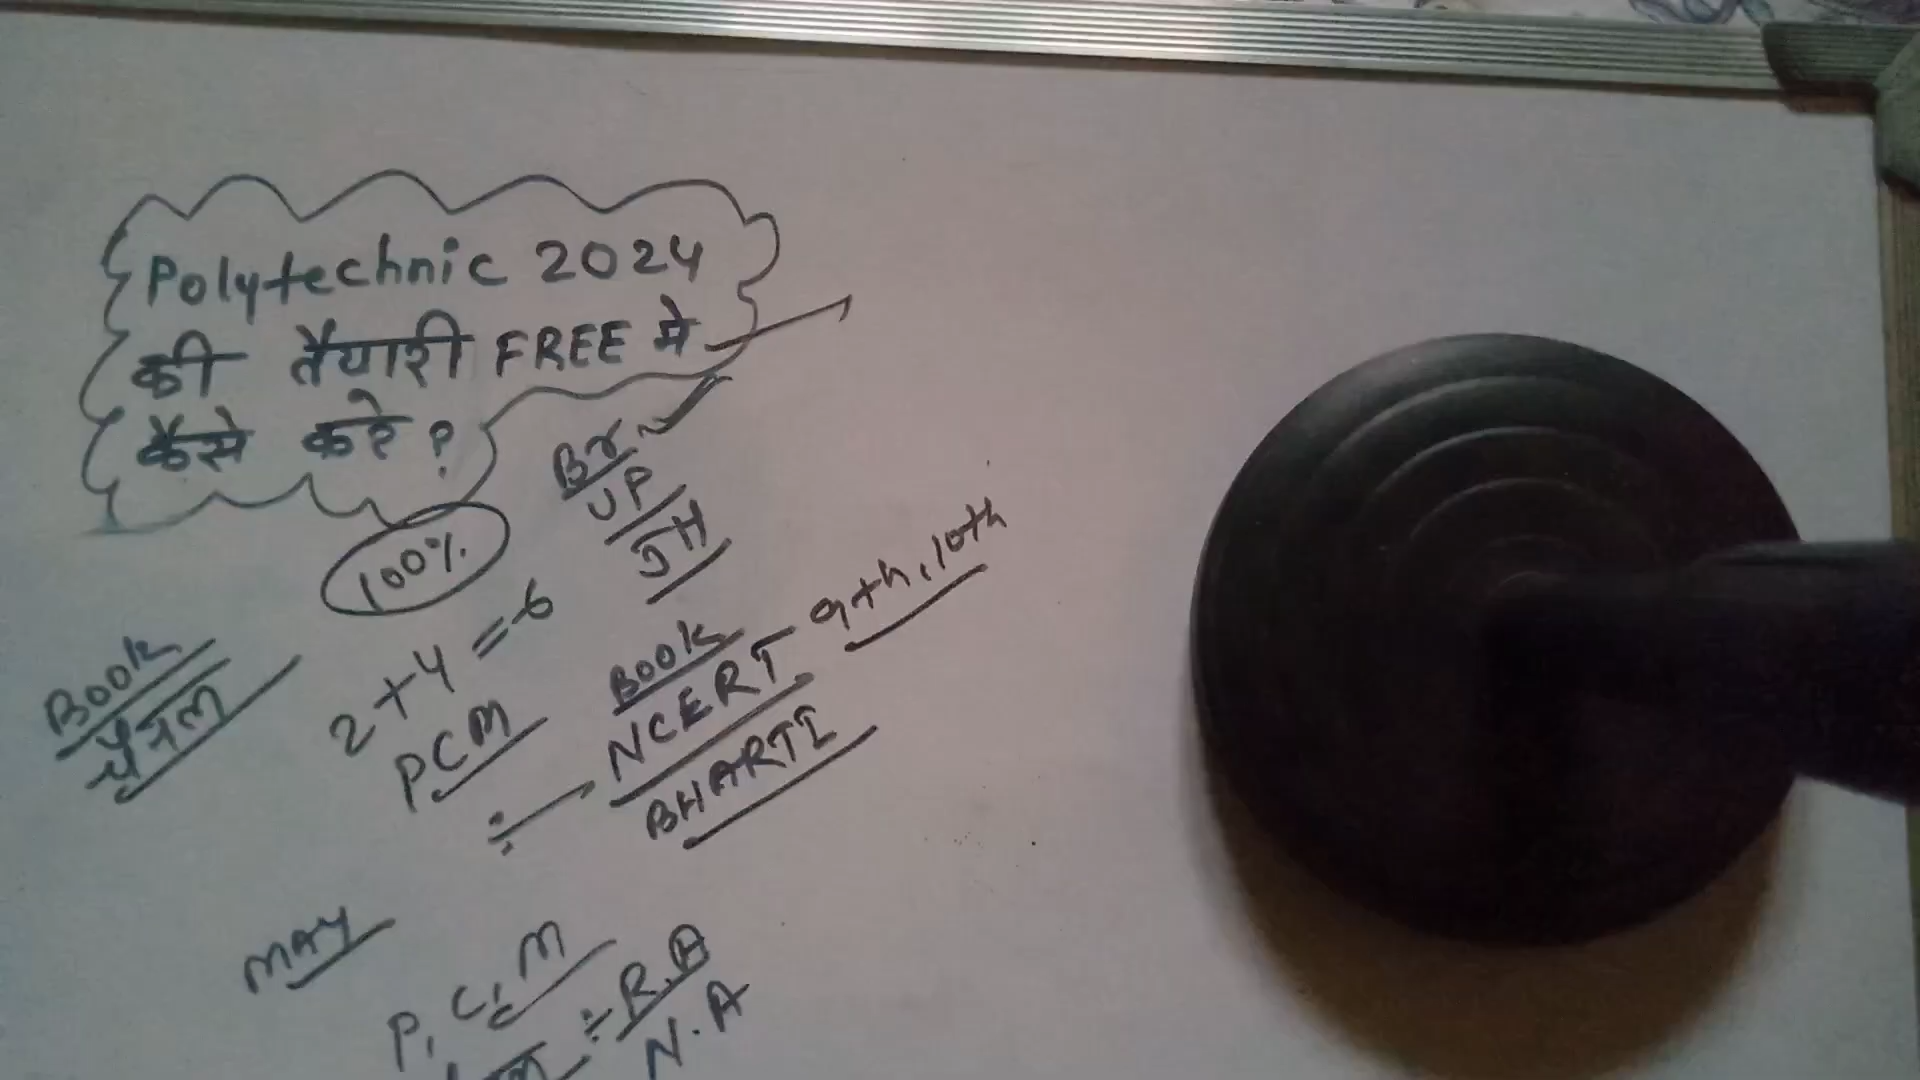 Polytechnic 2024
की तैयारी FREE मे
कैसे करे ?
100%
Br
UP
JH
2+4=6
PCM
Book
चैनल
Book
NCERT 9th, 10th
BHARTI
MAY
P, C, M
R.A
N.A